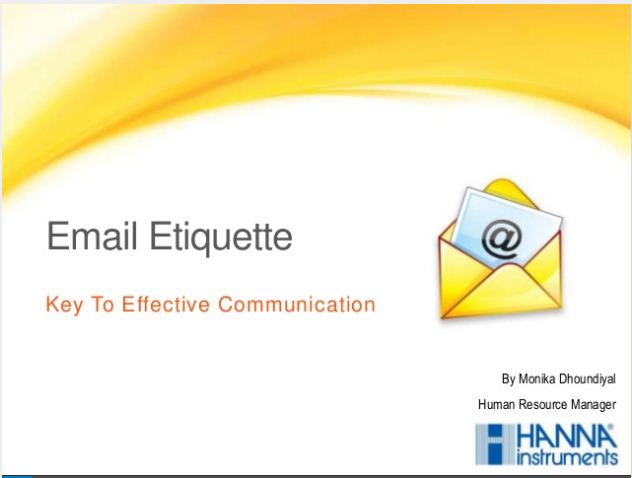 Email Etiquette
Key To Effective Communication
@
By Monika Dhoundiyal
Human Resource Manager
HANNA®
instruments